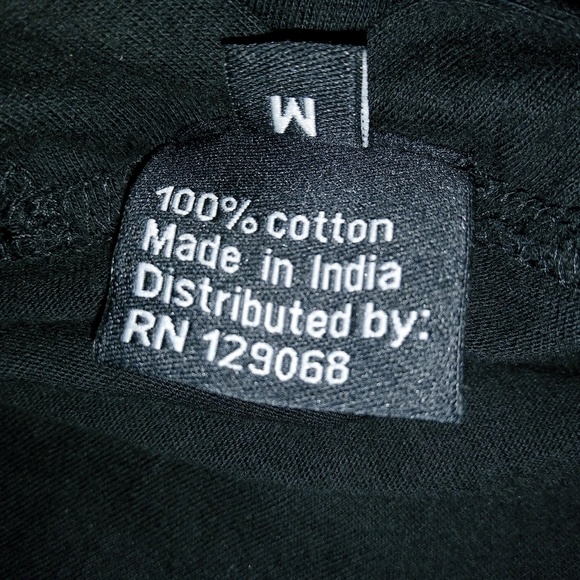 M
100% cotton
Made in India
Distributed by:
RN 129068